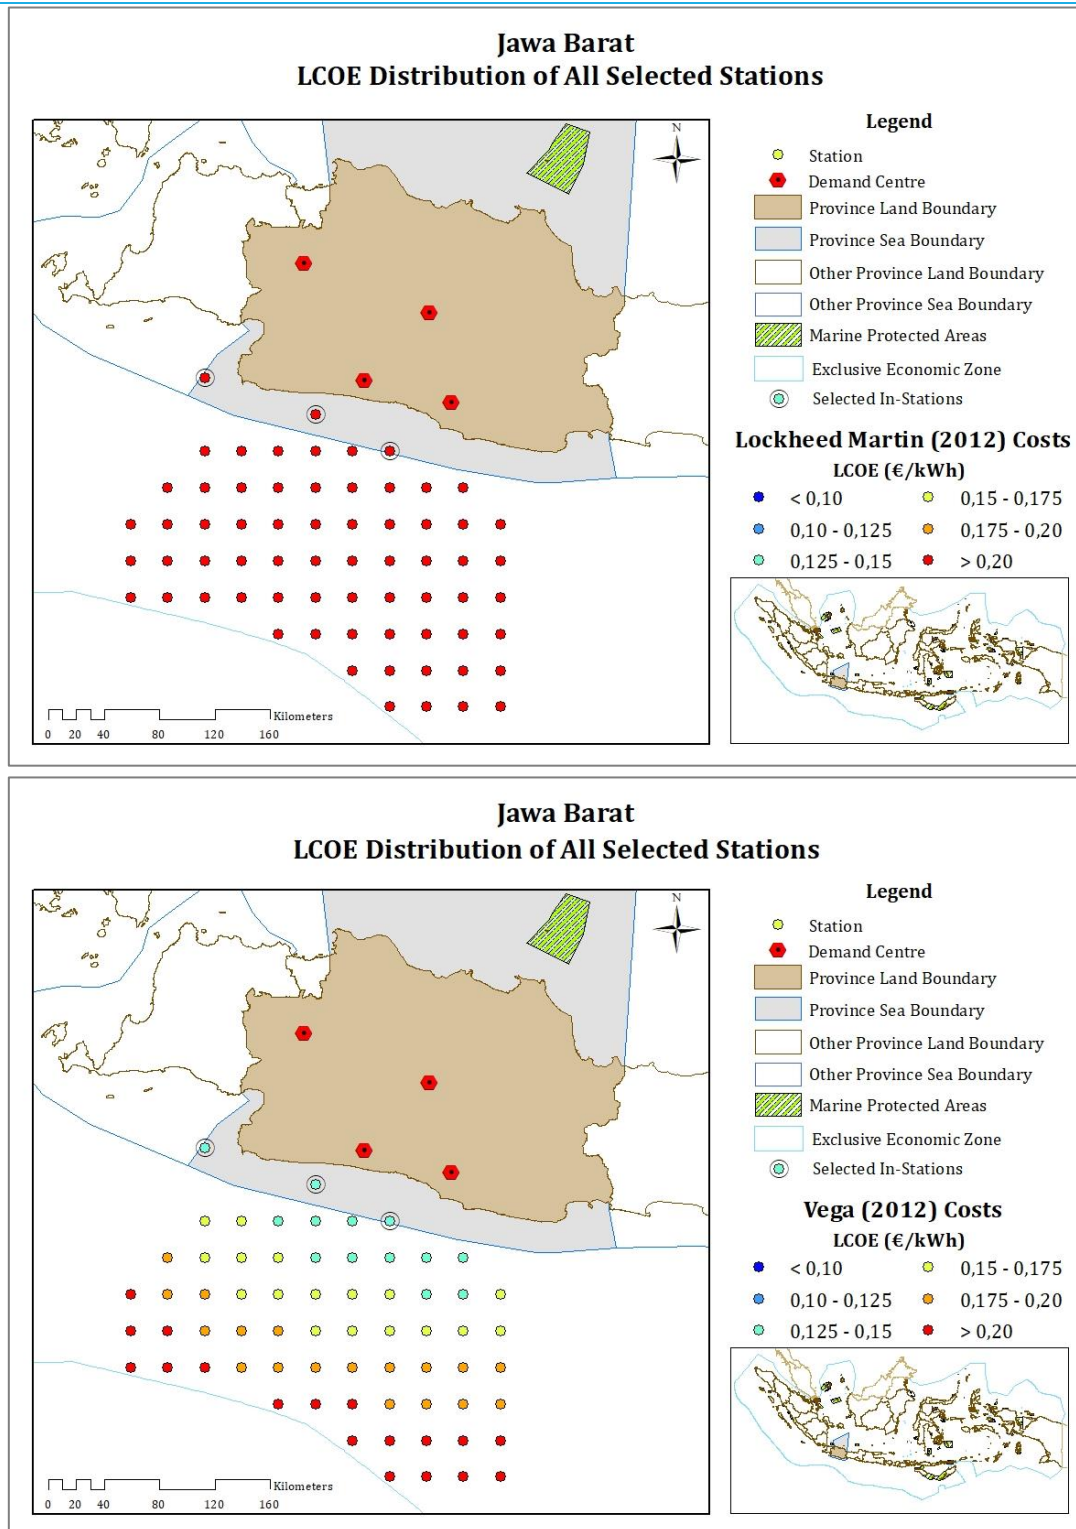 Jawa Barat
LCOE Distribution of All Selected Stations
N
Legend
Station
Demand Centre
Province Land Boundary
Province Sea Boundary
Other Province Land Boundary
Other Province Sea Boundary
Marine Protected Areas
Exclusive Economic Zone
Selected In-Stations
Lockheed Martin (2012) Costs
LCOE (€/kWh)
< 0,10
0,15 - 0,175
0,10 - 0,125
0,175 - 0,20
0,125 - 0,15
> 0,20
Kilometers
0 20 40 80 120 160
Jawa Barat
LCOE Distribution of All Selected Stations
N
Legend
Station
Demand Centre
Province Land Boundary
Province Sea Boundary
Other Province Land Boundary
Other Province Sea Boundary
Marine Protected Areas
Exclusive Economic Zone
Selected In-Stations
Vega (2012) Costs
LCOE (€/kWh)
< 0,10
0,15 - 0,175
0,10 - 0,125
0,175 - 0,20
0,125 - 0,15
> 0,20
Kilometers
0 20 40 80 120 160